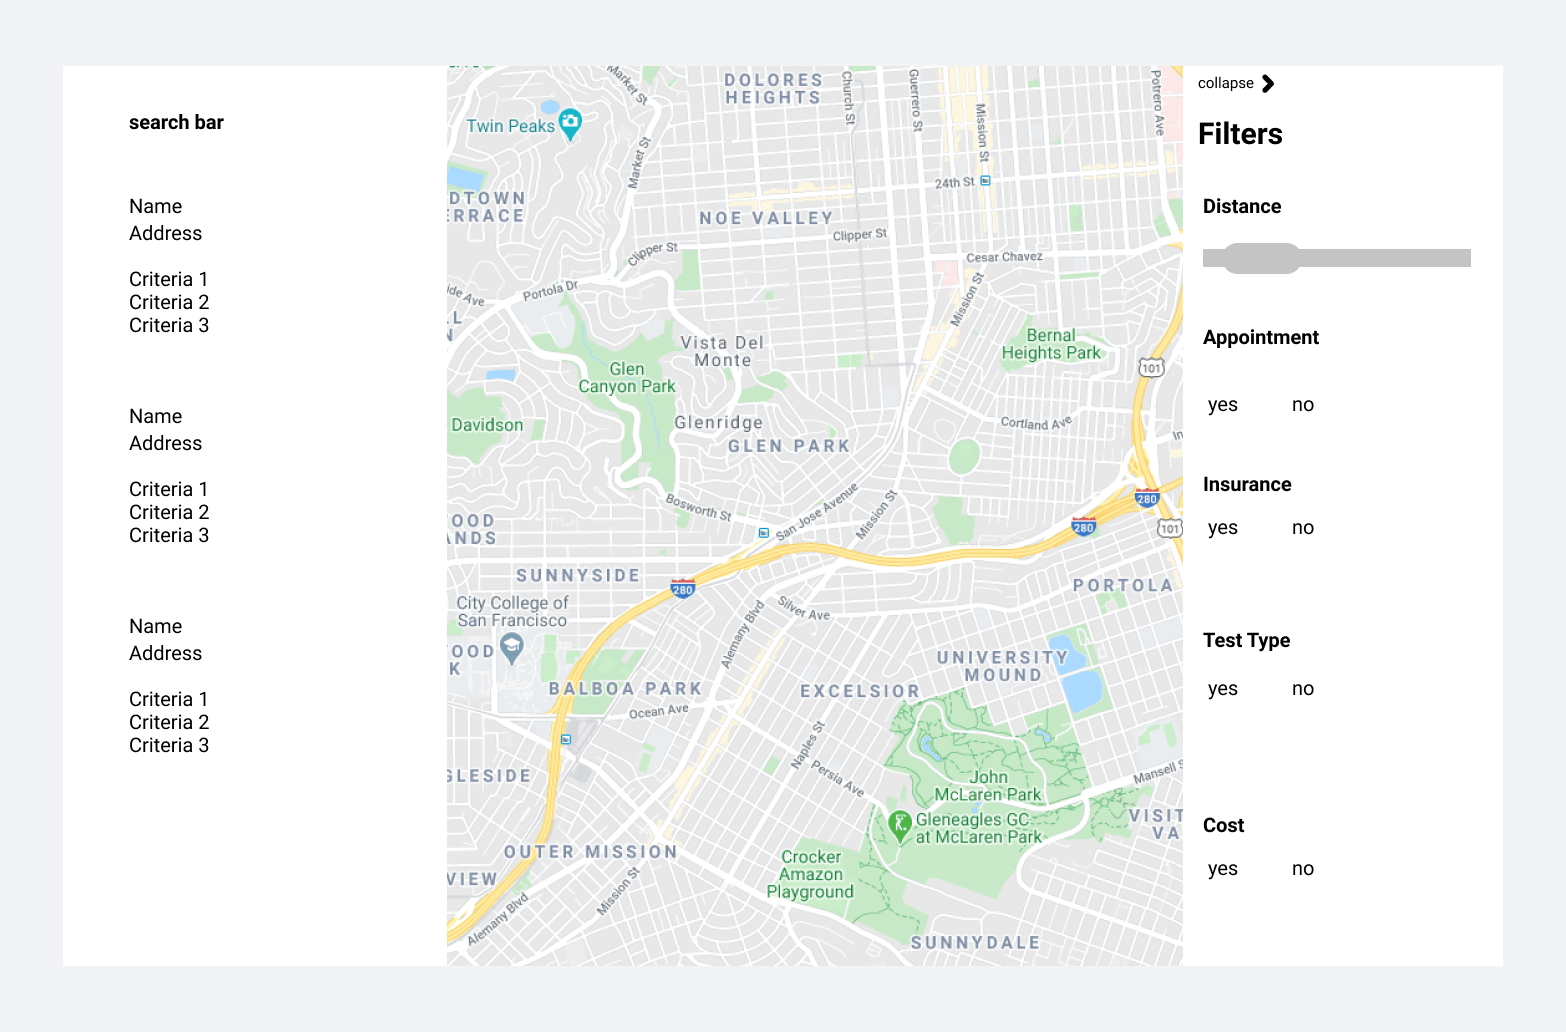 search bar
Name
Address
Criteria 1
Criteria 2
Criteria 3
Name
Address
Criteria 1
Criteria 2
Criteria 3
Name
Address
Criteria 1
Criteria 2
Criteria 3
Market St
DOLORES
HEIGHTS
Church St
Guerrero St
Mission St
Potrero Ave
Twin Peaks
Market St
24th St
DTOWN
ERRACE
NOE VALLEY
Clipper St
Clipper St
Cesar Chavez
Portola Dr
ide Ave
Mission St
Vista Del
Monte
Bernal
Heights Park
101
Glen
Canyon Park
Davidson
Glenridge
GLEN PARK
Cortland Ave
In
Bosworth St
San Jose Avenue
Mission St
280
280
101
OOD
ANDS
SUNNYSIDE
280
PORTOLA
City College of
San Francisco
Silver Ave
Alemany Blvd
OOD
K
UNIVERSITY
MOUND
BALBOA PARK
EXCELSIOR
Ocean Ave
Naples St
Persia Ave
GLESIDE
John
McLaren Park
Mansell S
Gleneagles GC
at McLaren Park
VISIT
VA
OUTER MISSION
Crocker
Amazon
Playground
VIEW
Mission St
Alemany Blvd
SUNNYDALE
collapse
Filters
Distance
Appointment
yes no
Insurance
yes no
Test Type
yes no
Cost
yes no